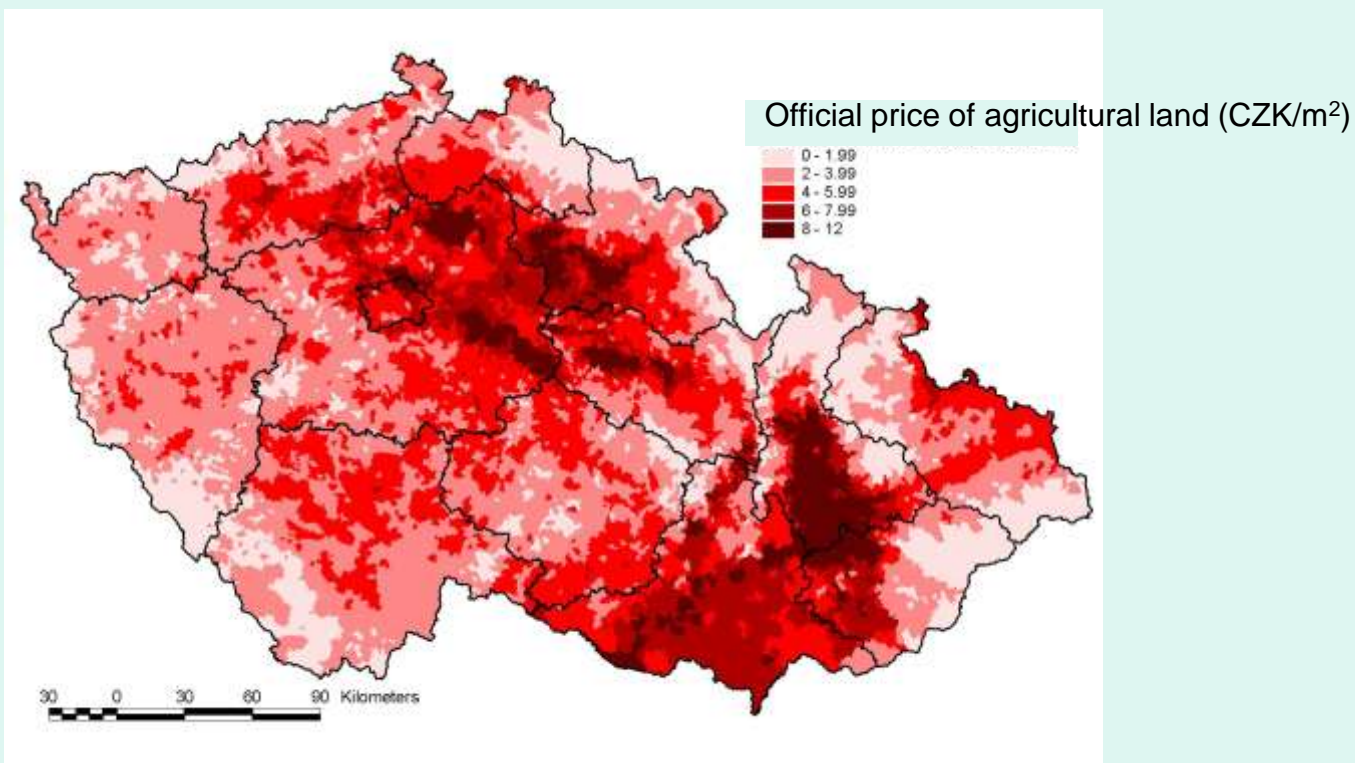 Official price of agricultural land (CZK/m²)
0 - 1.99
2 - 3.99
4 - 5.99
6 - 7.99
8 - 12
30 0 30 60 90 Kilometers